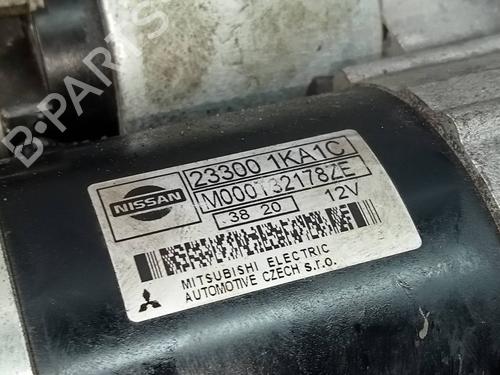 B-PARTS
NISSAN
23300 1KA1C
M000T32178ZE
38 20 12V
MITSUBISHI ELECTRIC
AUTOMOTIVE CZECH s.r.o.